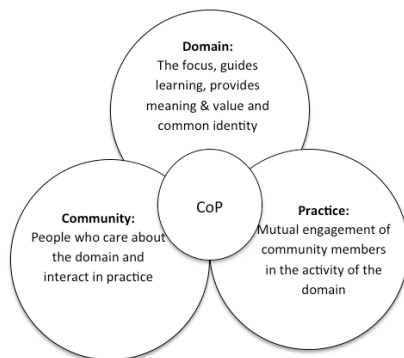 Domain:
The focus, guides
learning, provides
meaning & value and
common identity
CoP
Community:
People who care about
the domain and
interact in practice
Practice:
Mutual engagement of
community members
in the activity of the
domain